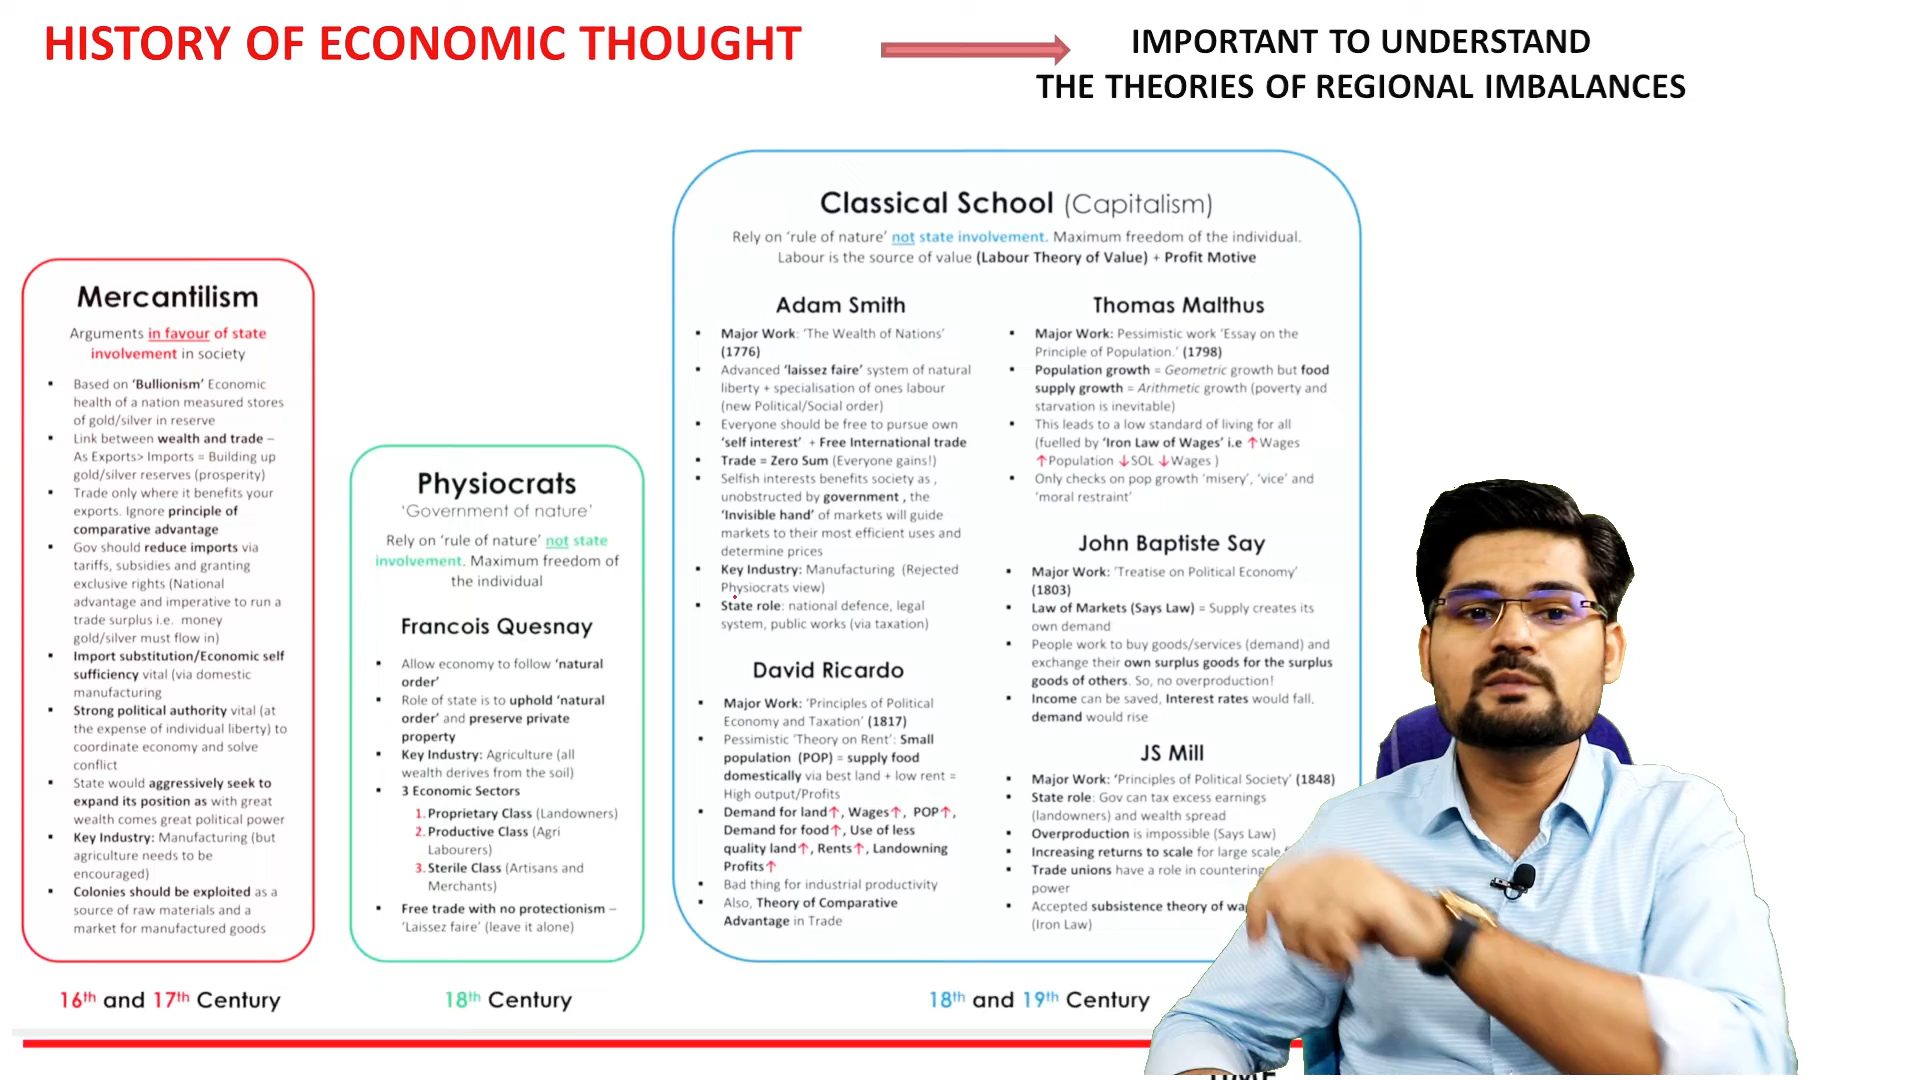 HISTORY OF ECONOMIC THOUGHT
IMPORTANT TO UNDERSTAND
THE THEORIES OF REGIONAL IMBALANCES
Mercantilism
Arguments in favour of state
involvement in society
▪ Based on ‘Bullionism’ Economic
health of a nation measured stores
of gold/silver in reserve
▪ Link between wealth and trade –
As Exports> Imports = Building up
gold/silver reserves (prosperity)
▪ Trade only where it benefits your
exports. Ignore principle of
comparative advantage
▪ Gov should reduce imports via
tariffs, subsidies and granting
exclusive rights (National
advantage and imperative to run a
trade surplus i.e. money
gold/silver must flow in)
▪ Import substitution/Economic self
sufficiency vital (via domestic
manufacturing
▪ Strong political authority vital (at
the expense of individual liberty) to
coordinate economy and solve
conflict
▪ State would aggressively seek to
expand its position as with great
wealth comes great political power
▪ Key Industry: Manufacturing (but
agriculture needs to be
encouraged)
▪ Colonies should be exploited as a
source of raw materials and a
market for manufactured goods
16th and 17th Century
Physiocrats
‘Government of nature’
Rely on ‘rule of nature’ not state
involvement. Maximum freedom of
the individual
Francois Quesnay
▪ Allow economy to follow ‘natural
order’
▪ Role of state is to uphold ‘natural
order’ and preserve private
property
▪ Key Industry: Agriculture (all
wealth derives from the soil)
▪ 3 Economic Sectors
1. Proprietary Class (Landowners)
2. Productive Class (Agri
Labourers)
3. Sterile Class (Artisans and
Merchants)
▪ Free trade with no protectionism –
‘Laissez faire’ (leave it alone)
18th Century
Classical School (Capitalism)
Rely on ‘rule of nature’ not state involvement. Maximum freedom of the individual.
Labour is the source of value (Labour Theory of Value) + Profit Motive
Adam Smith
▪ Major Work: ‘The Wealth of Nations’
(1776)
▪ Advanced ‘laissez faire’ system of natural
liberty + specialisation of ones labour
(new Political/Social order)
▪ Everyone should be free to pursue own
‘self interest’ + Free International trade
▪ Trade = Zero Sum (Everyone gains!)
▪ Selfish interests benefits society as ,
unobstructed by government , the
‘Invisible hand’ of markets will guide
markets to their most efficient uses and
determine prices
▪ Key Industry: Manufacturing (Rejected
Physiocrats view)
▪ State role: national defence, legal
system, public works (via taxation)
David Ricardo
▪ Major Work: ‘Principles of Political
Economy and Taxation’ (1817)
▪ Pessimistic ‘Theory on Rent’: Small
population (POP) = supply food
domestically via best land + low rent =
High output/Profits
▪ Demand for land↑, Wages↑, POP↑,
Demand for food↑, Use of less
quality land↑, Rents↑, Landowning
Profits↑
▪ Bad thing for industrial productivity
▪ Also, Theory of Comparative
Advantage in Trade
Thomas Malthus
▪ Major Work: Pessimistic work ‘Essay on the
Principle of Population.’ (1798)
▪ Population growth = Geometric growth but food
supply growth = Arithmetic growth (poverty and
starvation is inevitable)
▪ This leads to a low standard of living for all
(fuelled by ‘Iron Law of Wages’ i.e ↑Wages
↑Population ↓SOL ↓Wages )
▪ Only checks on pop growth ‘misery’, ‘vice’ and
‘moral restraint’
John Baptiste Say
▪ Major Work: ‘Treatise on Political Economy’
(1803)
▪ Law of Markets (Says Law) = Supply creates its
own demand
▪ People work to buy goods/services (demand) and
exchange their own surplus goods for the surplus
goods of others. So, no overproduction!
▪ Income can be saved, Interest rates would fall,
demand would rise
JS Mill
▪ Major Work: ‘Principles of Political Society’ (1848)
▪ State role: Gov can tax excess earnings
(landowners) and wealth spread
▪ Overproduction is impossible (Says Law)
▪ Increasing returns to scale for large scale
▪ Trade unions have a role in countering
power
▪ Accepted subsistence theory of
(Iron Law)
18th and 19th Century